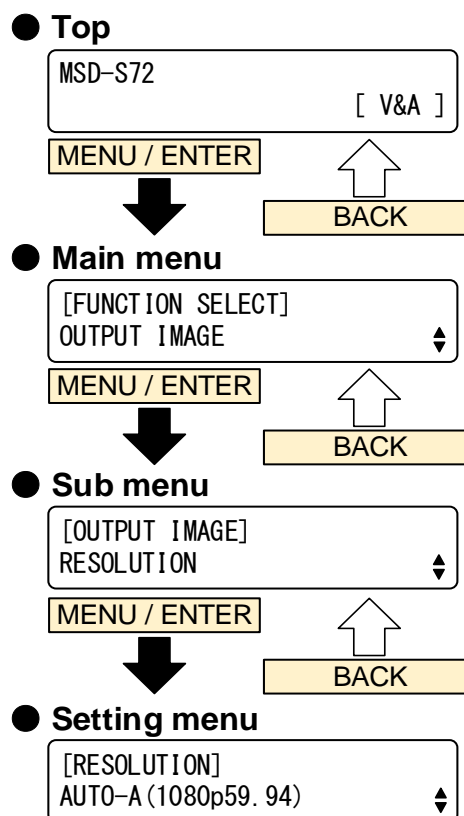 ● Top
MSD-S72
[ V&A ]
MENU / ENTER
BACK
● Main menu
[FUNCTION SELECT]
OUTPUT IMAGE
MENU / ENTER
BACK
● Sub menu
[OUTPUT IMAGE]
RESOLUTION
MENU / ENTER
BACK
● Setting menu
[RESOLUTION]
AUTO-A(1080p59.94)